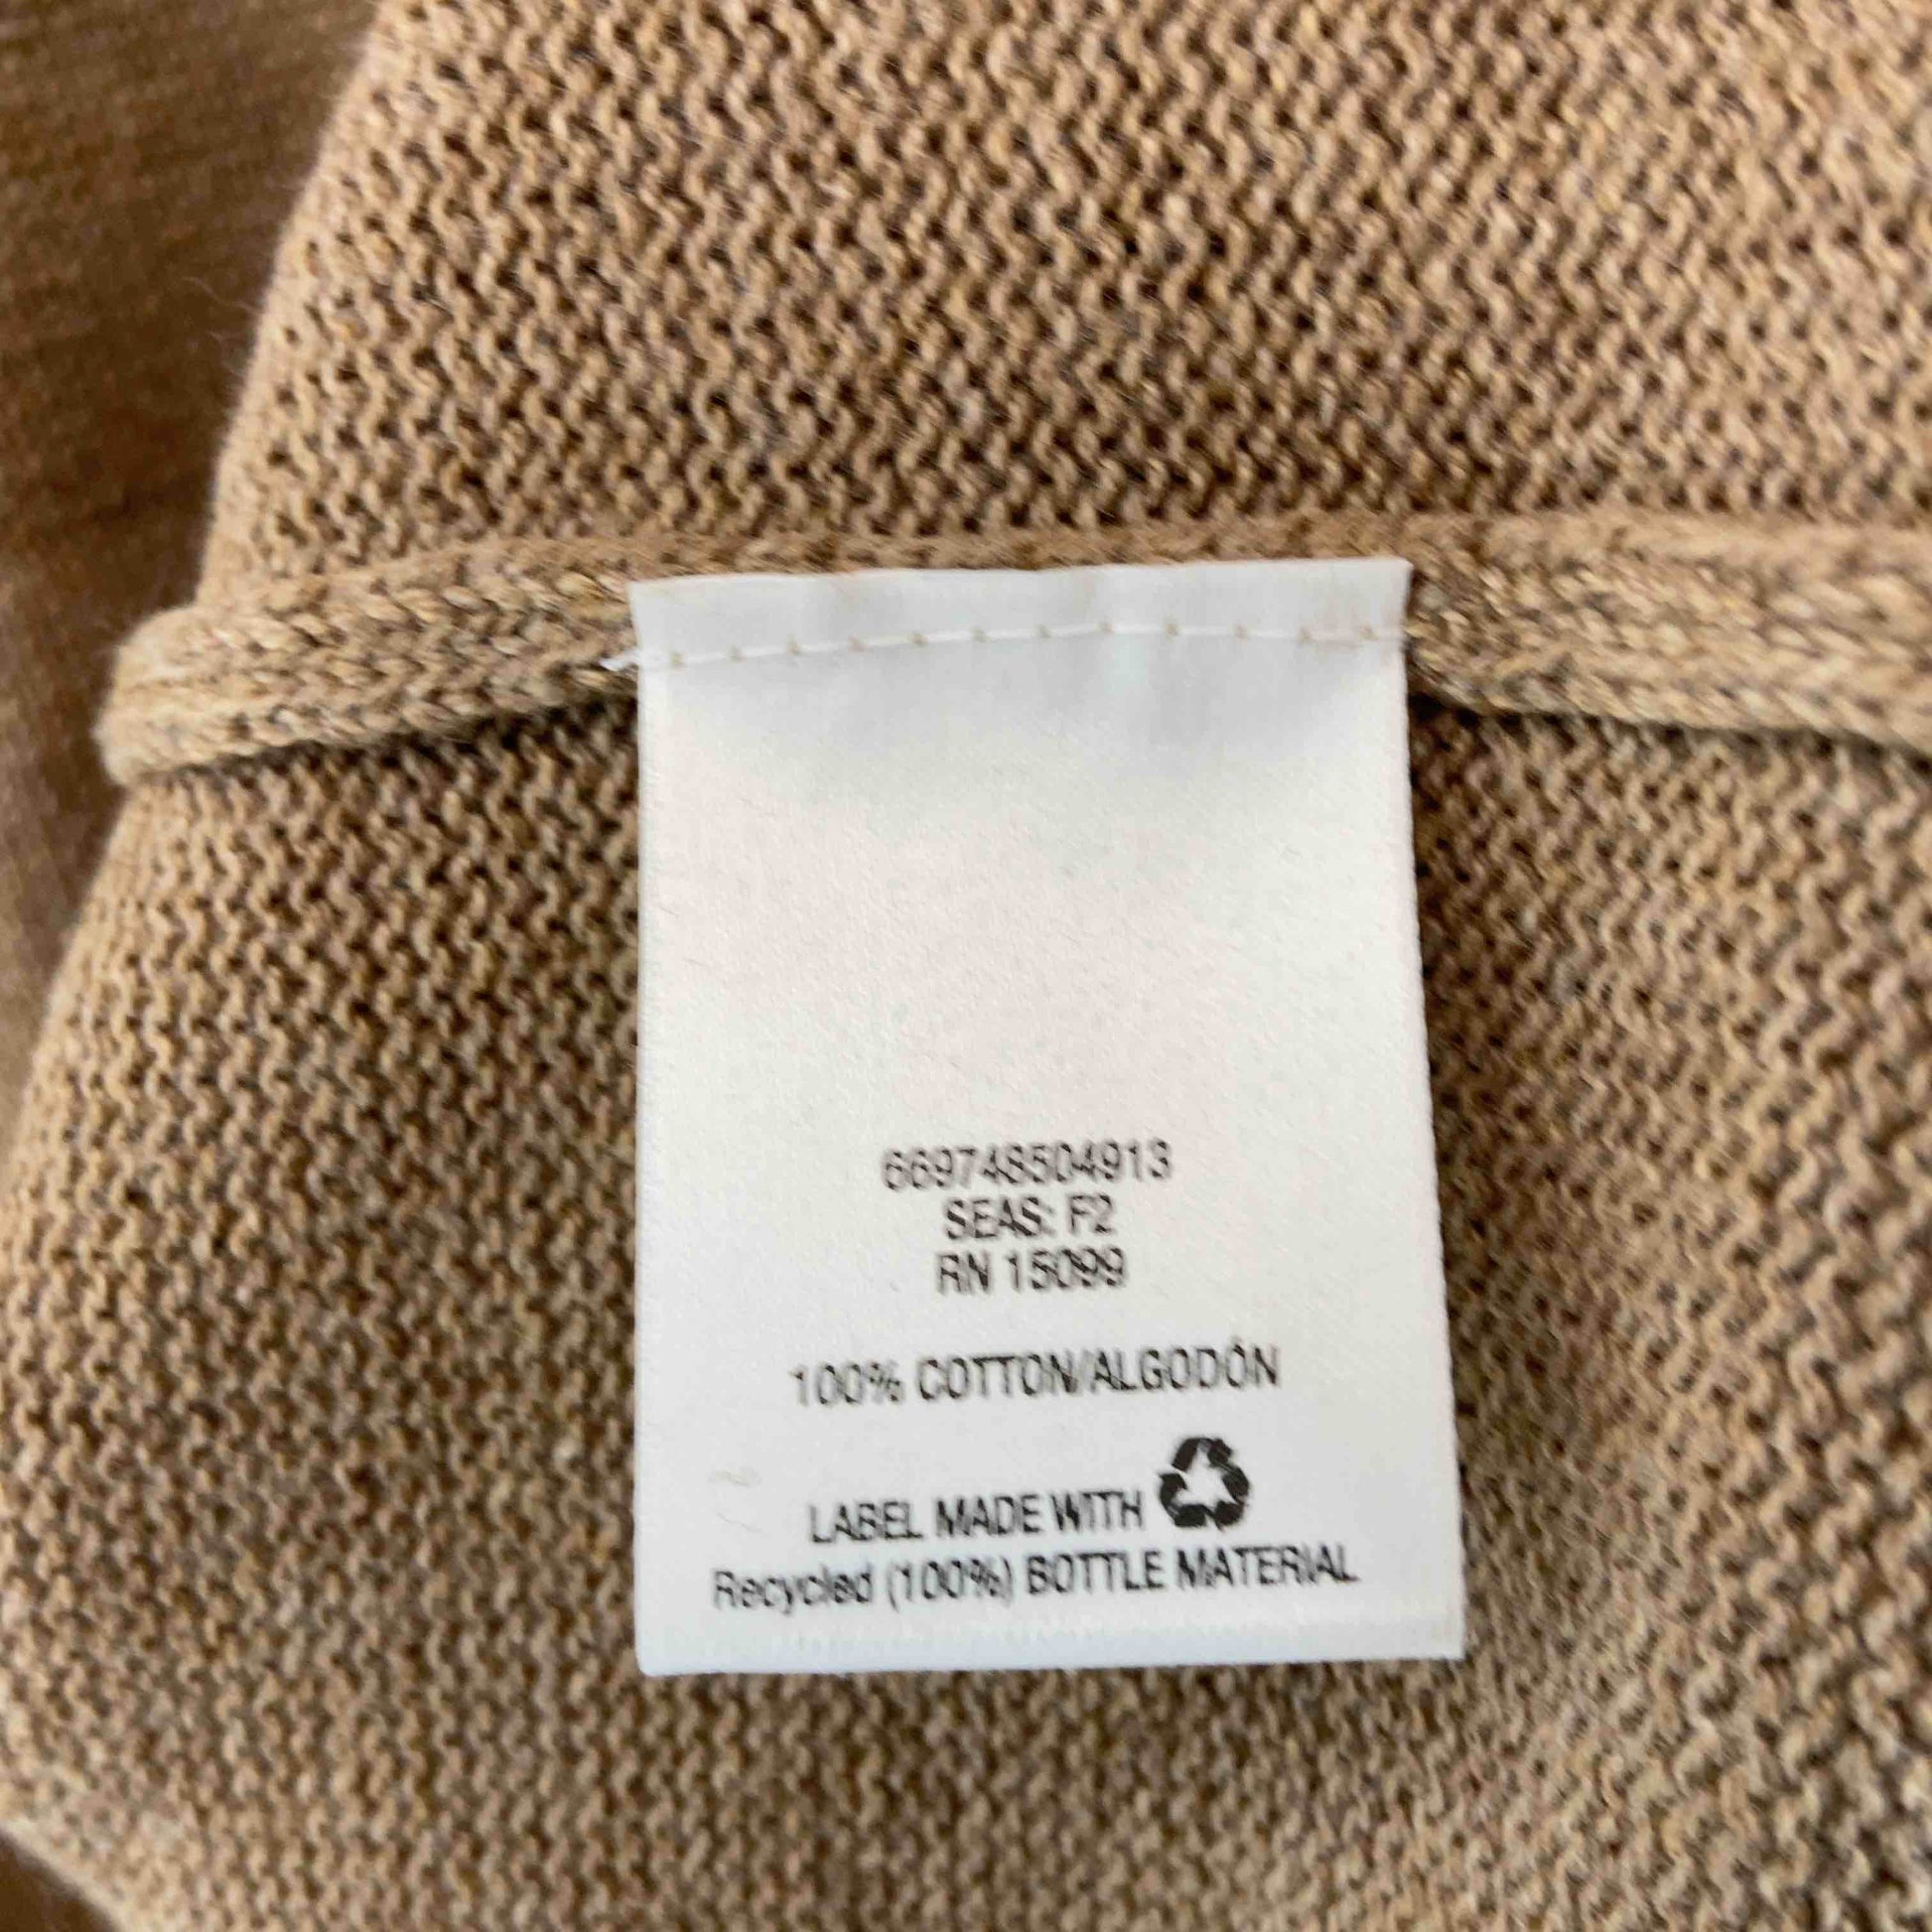 669748504913
SEAS: F2
RN 15099
100% COTTON/ALGODÓN
LABEL MADE WITH
Recycled (100%) BOTTLE MATERIAL